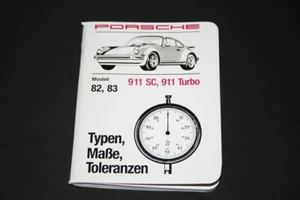 PORSCHE
Modell
82, 83
911 SC, 911 Turbo
Typen,
Maße,
Toleranzen